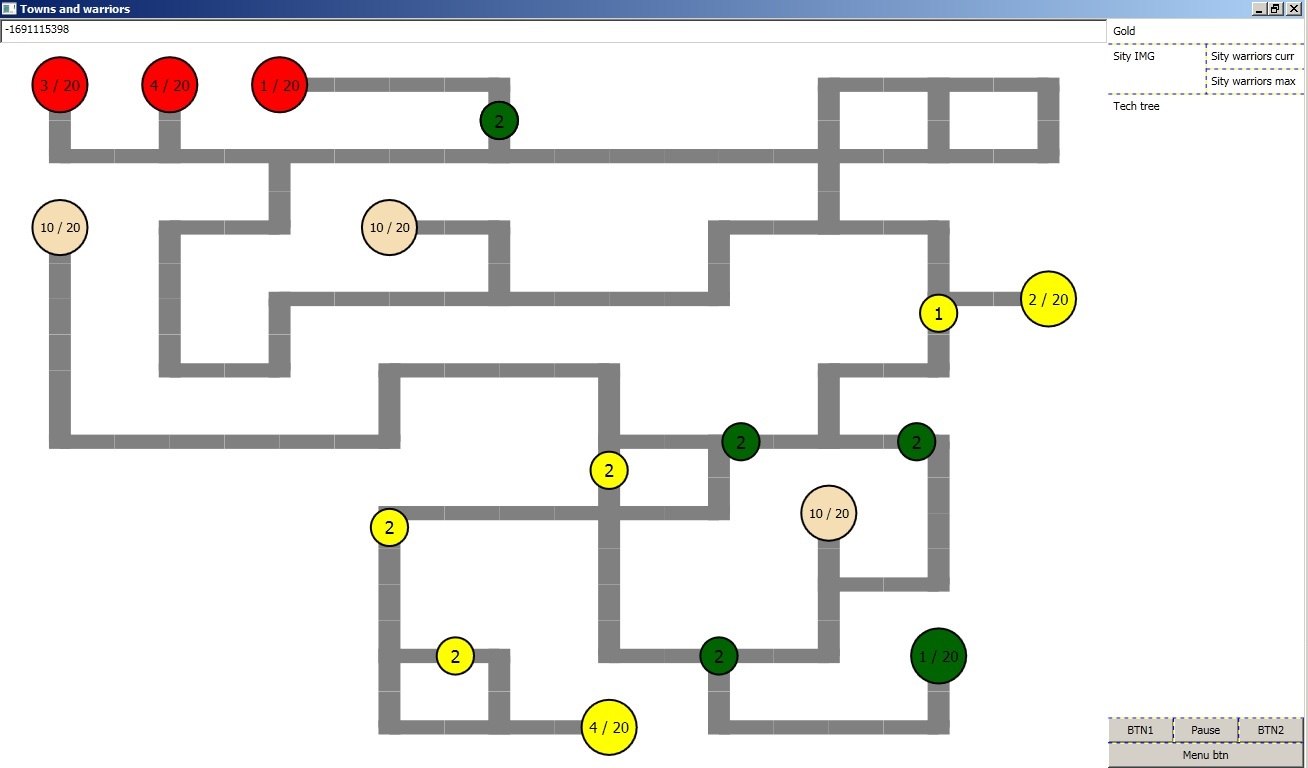 Towns and warriors
-1691115398
Gold
Sity IMG
Sity warriors curr
Sity warriors max
Tech tree
3 / 20
4 / 20
1 / 20
2
10 / 20
10 / 20
2 / 20
1
2
2
2
10 / 20
2
2
2
1 / 20
4 / 20
BTN1
Pause
BTN2
Menu btn